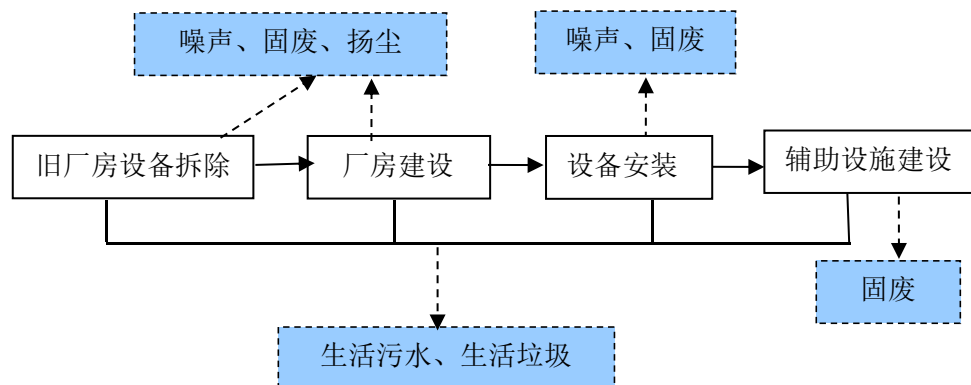 噪声、固废、扬尘
噪声、固废
旧厂房设备拆除
厂房建设
设备安装
辅助设施建设
固废
生活污水、生活垃圾